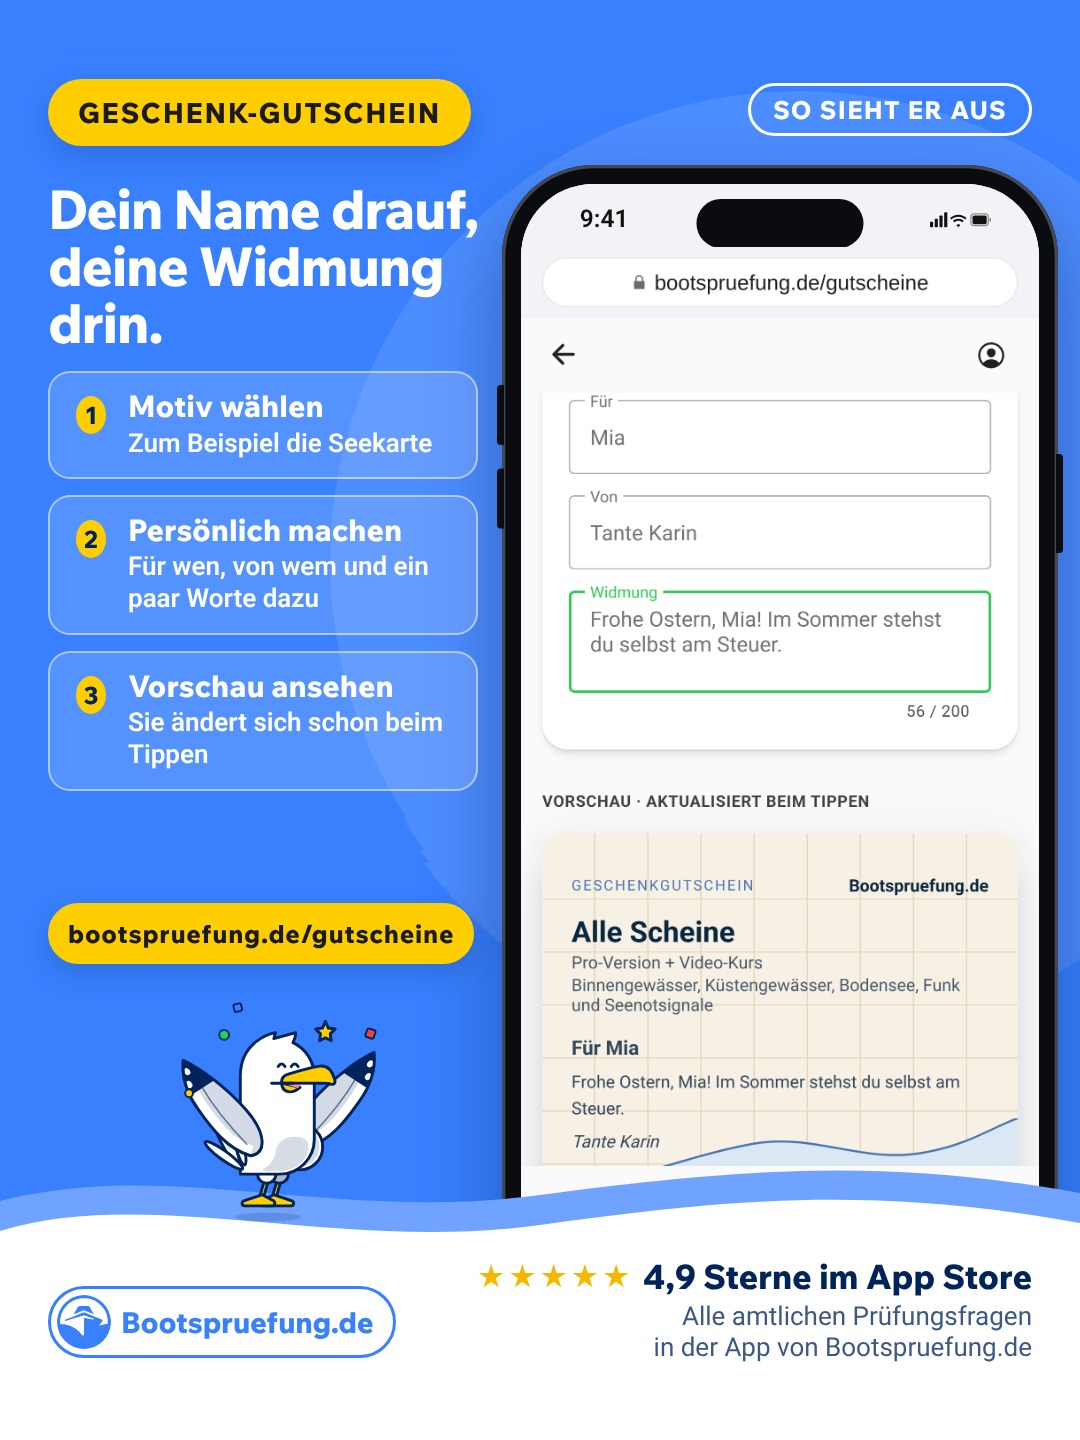 GESCHENK-GUTSCHEIN
SO SIEHT ER AUS
Dein Name drauf,
deine Widmung
drin.
1
Motiv wählen
Zum Beispiel die Seekarte
2
Persönlich machen
Für wen, von wem und ein
paar Worte dazu
3
Vorschau ansehen
Sie ändert sich schon beim
Tippen
bootspruefung.de/gutscheine
9:41
bootspruefung.de/gutscheine
Für
Mia
Von
Tante Karin
Widmung
Frohe Ostern, Mia! Im Sommer stehst
du selbst am Steuer.
56 / 200
VORSCHAU · AKTUALISIERT BEIM TIPPEN
GESCHENKGUTSCHEIN
Bootspruefung.de
Alle Scheine
Pro-Version + Video-Kurs
Binnengewässer, Küstengewässer, Bodensee, Funk
und Seenotsignale
Für Mia
Frohe Ostern, Mia! Im Sommer stehst du selbst am
Steuer.
Tante Karin
Bootspruefung.de
★★★★★ 4,9 Sterne im App Store
Alle amtlichen Prüfungsfragen
in der App von Bootspruefung.de